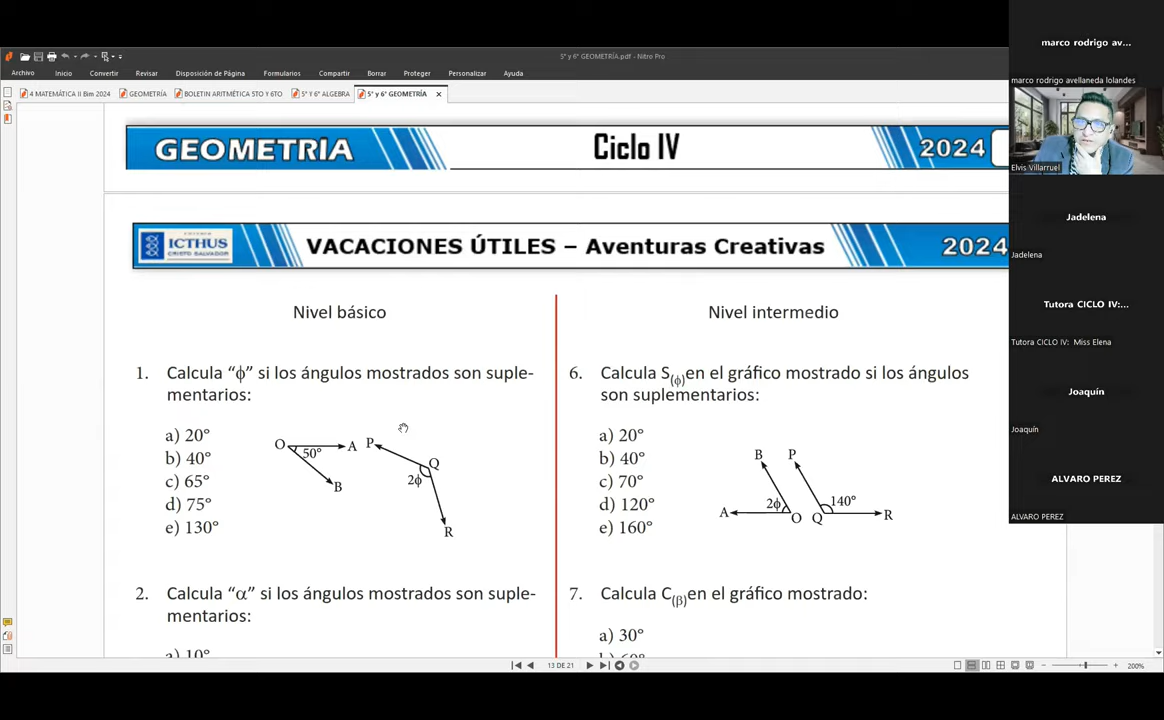 5° y 6° GEOMETRÍA.pdf - Nitro Pro
Archivo Inicio Convertir Revisar Disposición de Página Formularios Compartir Borrar Proteger Personalizar Ayuda
4 MATEMÁTICA II Bim 2024 GEOMETRÍA BOLETIN ARITMÉTICA 5TO Y 6TO 5° Y 6° ALGEBRA 5° y 6° GEOMETRÍA
GEOMETRÍA Ciclo IV 2024
ICTHUS
CRISTO SALVADOR
VACACIONES ÚTILES – Aventuras Creativas 2024
Nivel básico
1. Calcula “ϕ” si los ángulos mostrados son suple-
mentarios:
a) 20°
b) 40°
c) 65°
d) 75°
e) 130°
O 50° A B
P Q 2ϕ R
2. Calcula “α” si los ángulos mostrados son suple-
mentarios:
a) 10°
Nivel intermedio
6. Calcula S(ϕ)en el gráfico mostrado si los ángulos
son suplementarios:
a) 20°
b) 40°
c) 70°
d) 120°
e) 160°
B P
A 2ϕ O Q 140° R
7. Calcula C(β)en el gráfico mostrado:
a) 30°
b) 60°
13 DE 21
200%
marco rodrigo av...
marco rodrigo avellaneda lolandes
Elvis Villarruel
Jadelena
Jadelena
Tutora CICLO IV:...
Tutora CICLO IV: Miss Elena
Joaquín
Joaquín
ALVARO PEREZ
ALVARO PEREZ